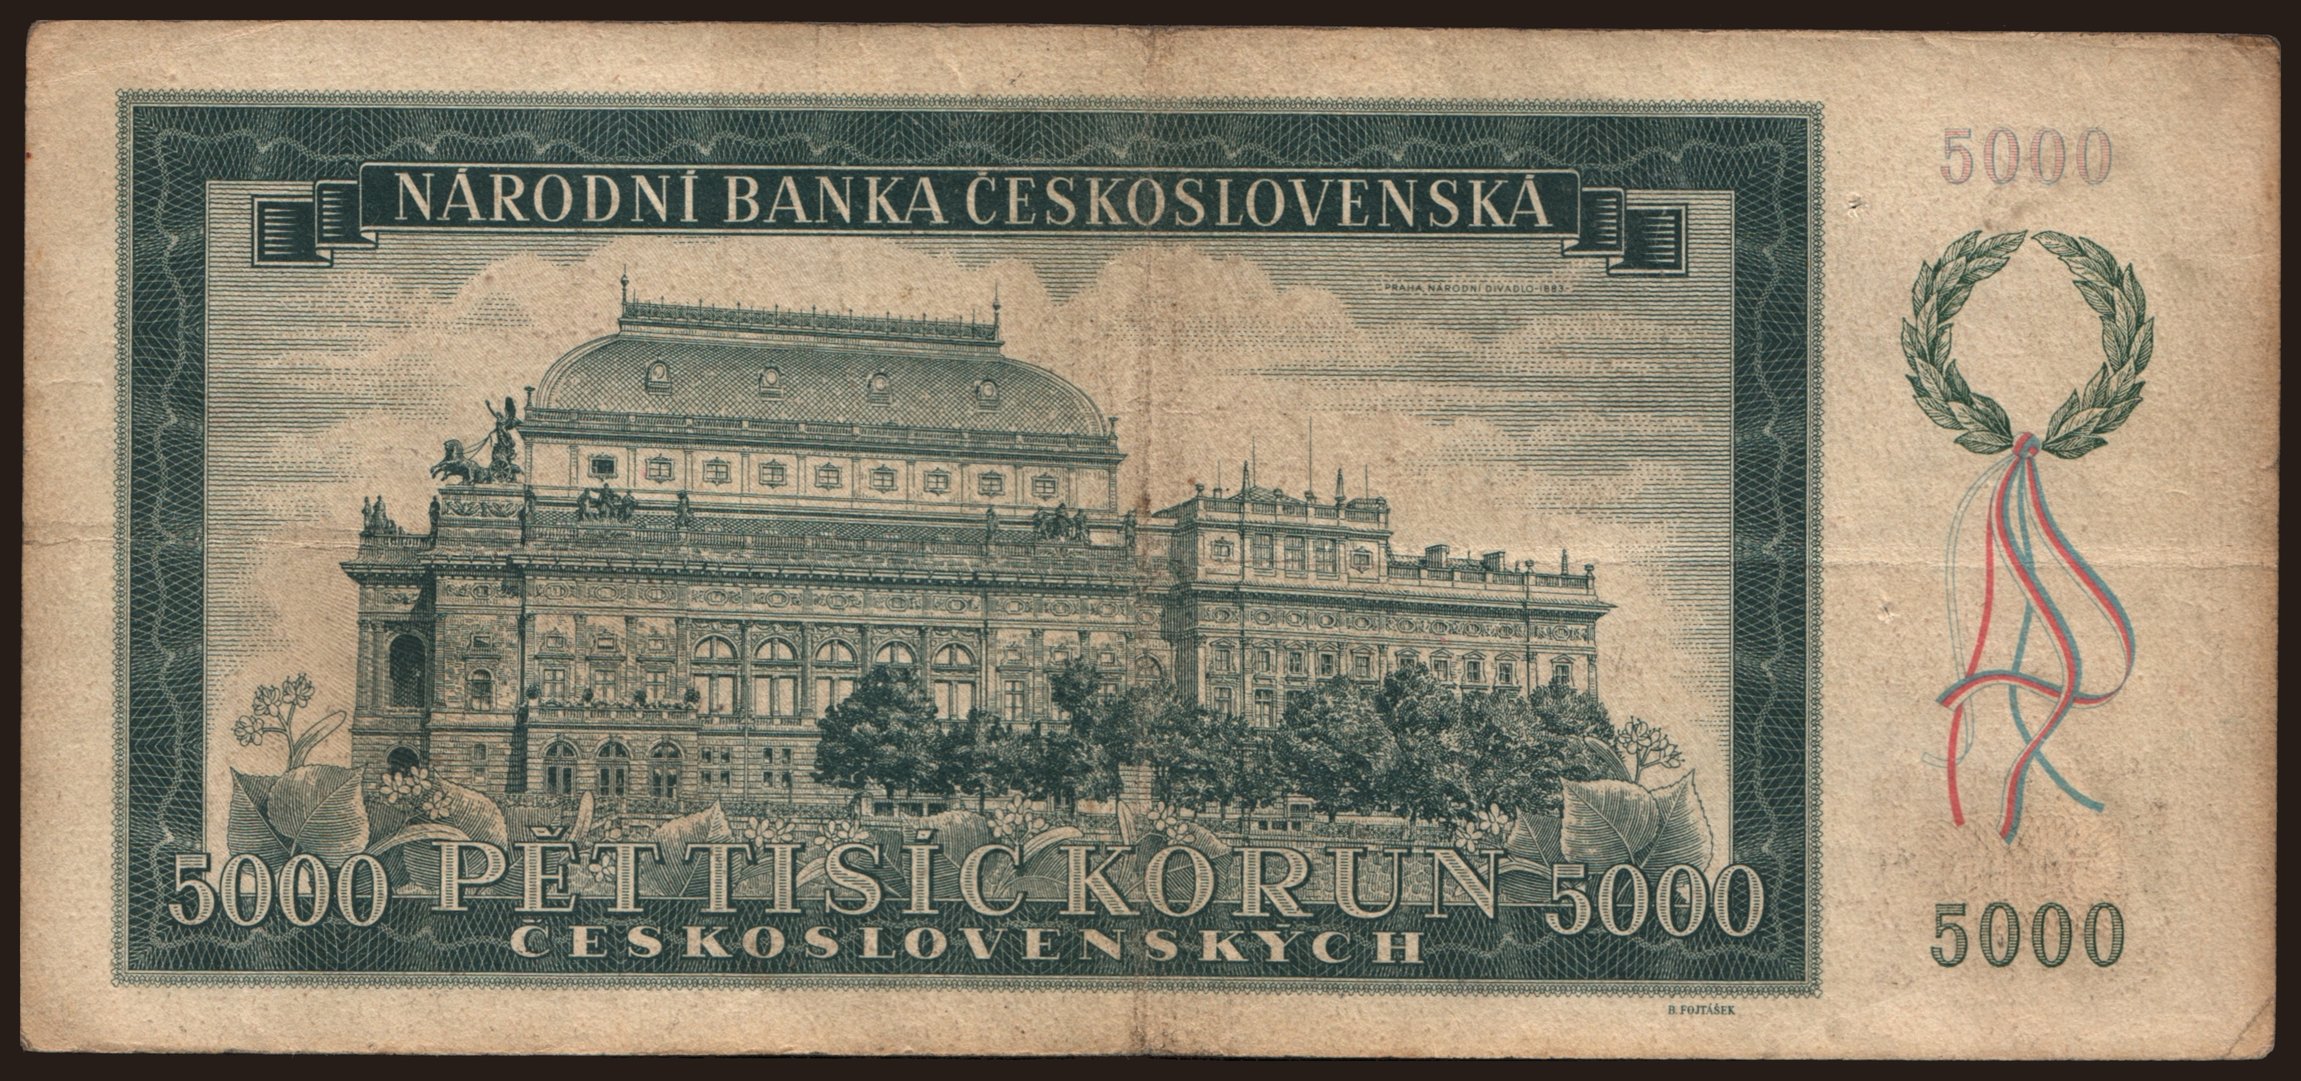 NÁRODNÍ BANKA ČESKOSLOVENSKÁ
5000
PRAHA, NÁRODNÍ DIVADLO-1883-
5000 PĚT TISÍC KORUN 5000
ČESKOSLOVENSKÝCH
5000
B. FOJTÁŠEK